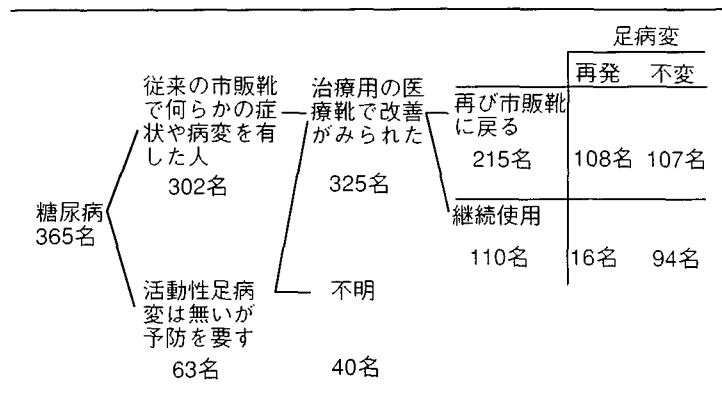 足病変
再発 不変
従来の市販靴
で何らかの症
状や病変を有
した人
302名
治療用の医
療靴で改善
がみられた
325名
再び市販靴
に戻る
215名 108名 107名
糖尿病
365名
継続使用
110名 16名 94名
活動性足病
変は無いが
予防を要す
63名
不明
40名